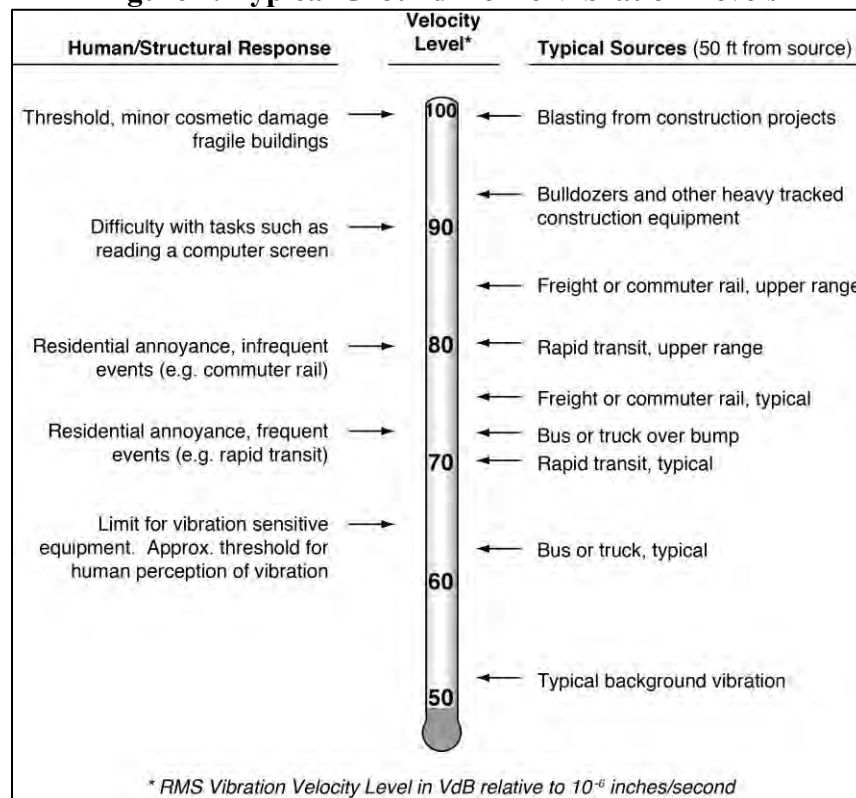 Velocity
Level*
Human/Structural Response
Typical Sources (50 ft from source)
Threshold, minor cosmetic damage
fragile buildings
Difficulty with tasks such as
reading a computer screen
Residential annoyance, infrequent
events (e.g. commuter rail)
Residential annoyance, frequent
events (e.g. rapid transit)
Limit for vibration sensitive
equipment. Approx. threshold for
human perception of vibration
100
90
80
70
60
50
Blasting from construction projects
Bulldozers and other heavy tracked
construction equipment
Freight or commuter rail, upper range
Rapid transit, upper range
Freight or commuter rail, typical
Bus or truck over bump
Rapid transit, typical
Bus or truck, typical
Typical background vibration
* RMS Vibration Velocity Level in VdB relative to 10⁻⁶ inches/second